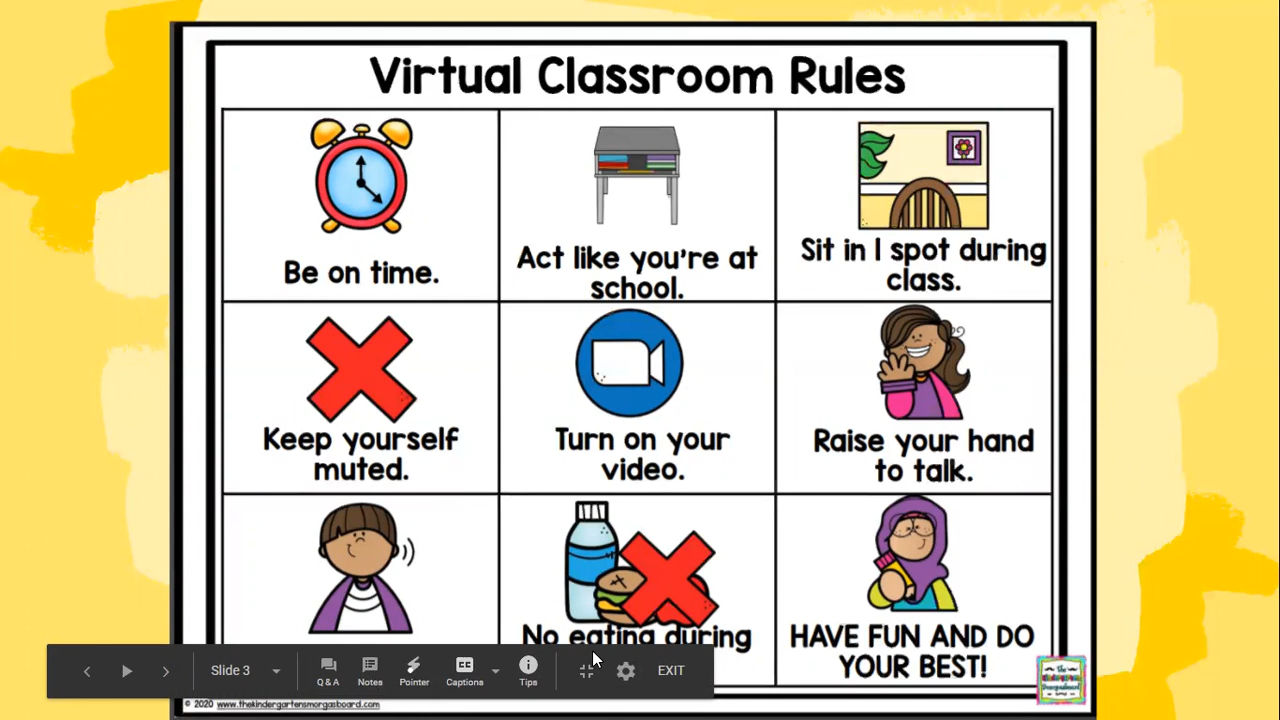 Virtual Classroom Rules
Be on time.
Act like you're at
school.
Sit in 1 spot during
class.
Keep yourself
muted.
Turn on your
video.
Raise your hand
to talk.
No eating during
HAVE FUN AND DO
YOUR BEST!
Slide 3
Q & A
Notes
Pointer
Captions
Tips
EXIT
© 2020 www.thekindergartensmorgasboard.com